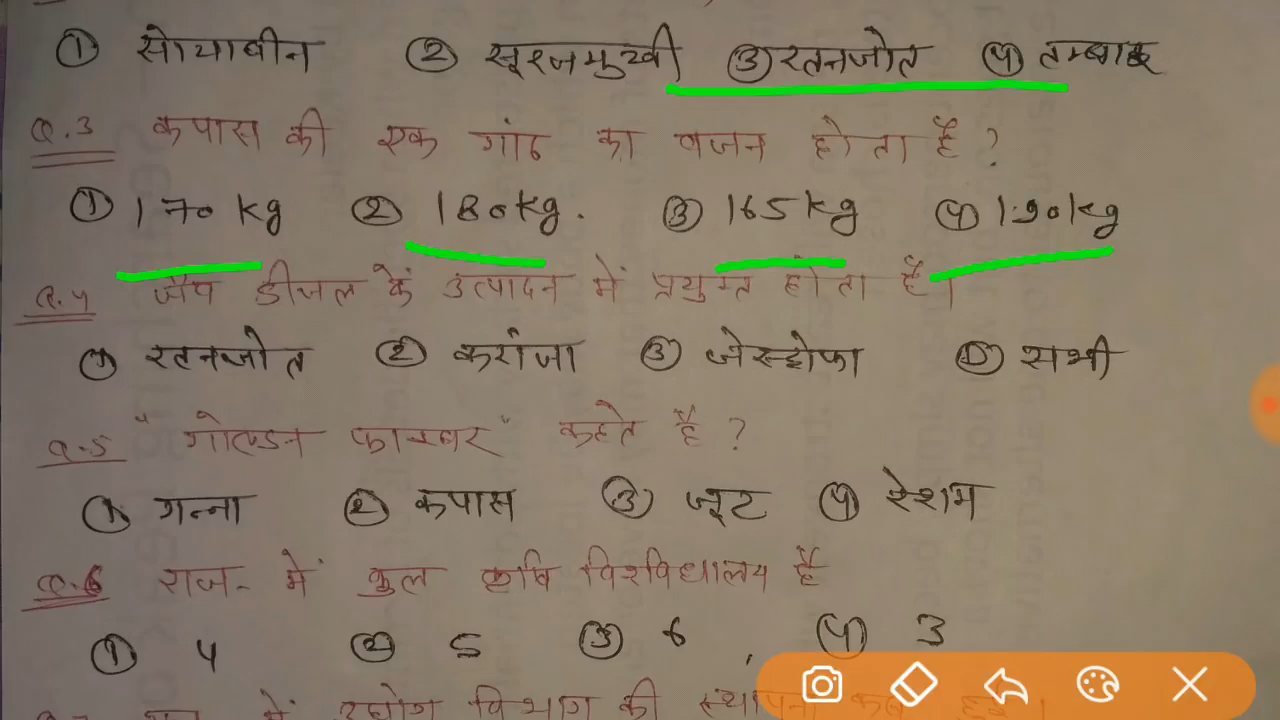 ① सोयाबीन ② सूरजमुखी ③ रतनजोत ④ तम्बाकू
Q.3 कपास की एक गांठ का वजन होता है ?
① 170 kg ② 180 kg. ③ 165 kg ④ 190 kg
Q.4 जैव डीजल के उत्पादन में प्रयुक्त होता है।
① रतनजोत ② करांजा ③ जेस्ट्रोफा ④ सभी
Q.5 "गोल्डन फाइबर" कहते है ?
① गन्ना ② कपास ③ जूट ④ रेशम
Q.6 राज. में कुल कृषि विश्वविधालय है
① 4 ② 5 ③ 6 ④ 3
में उद्योग विभाग की स्थापना कब हुई।